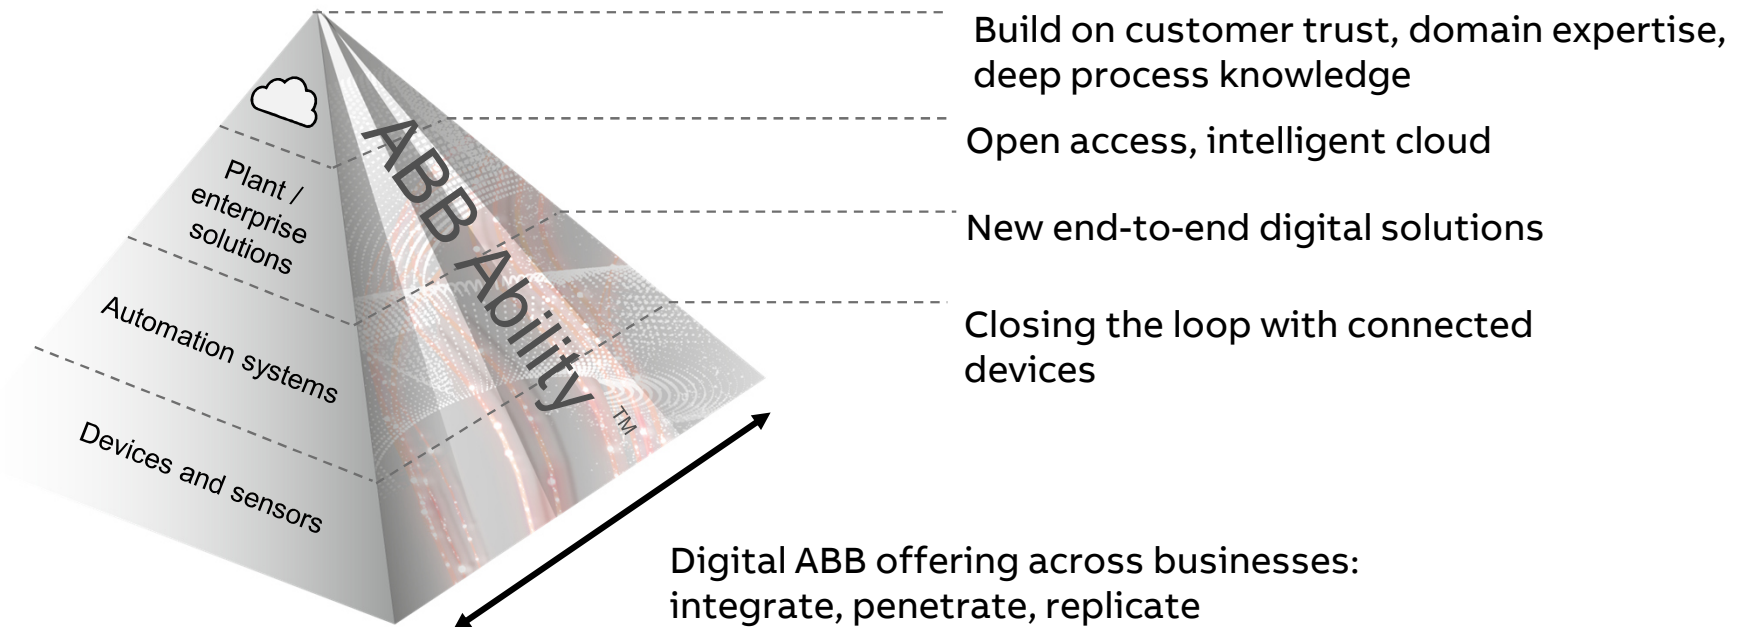 Build on customer trust, domain expertise,
deep process knowledge
Open access, intelligent cloud
New end-to-end digital solutions
Closing the loop with connected
devices
Plant /
enterprise
solutions
Automation systems
Devices and sensors
ABB Ability ™
Digital ABB offering across businesses:
integrate, penetrate, replicate